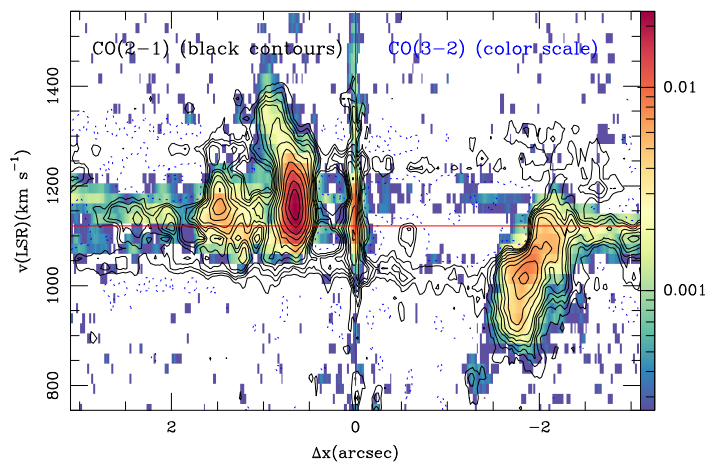 CO(2−1) (black contours) CO(3−2) (color scale)
1400
0.01
1200
v(LSR)(km s⁻¹)
1000
0.001
800
2 0 −2
Δx(arcsec)